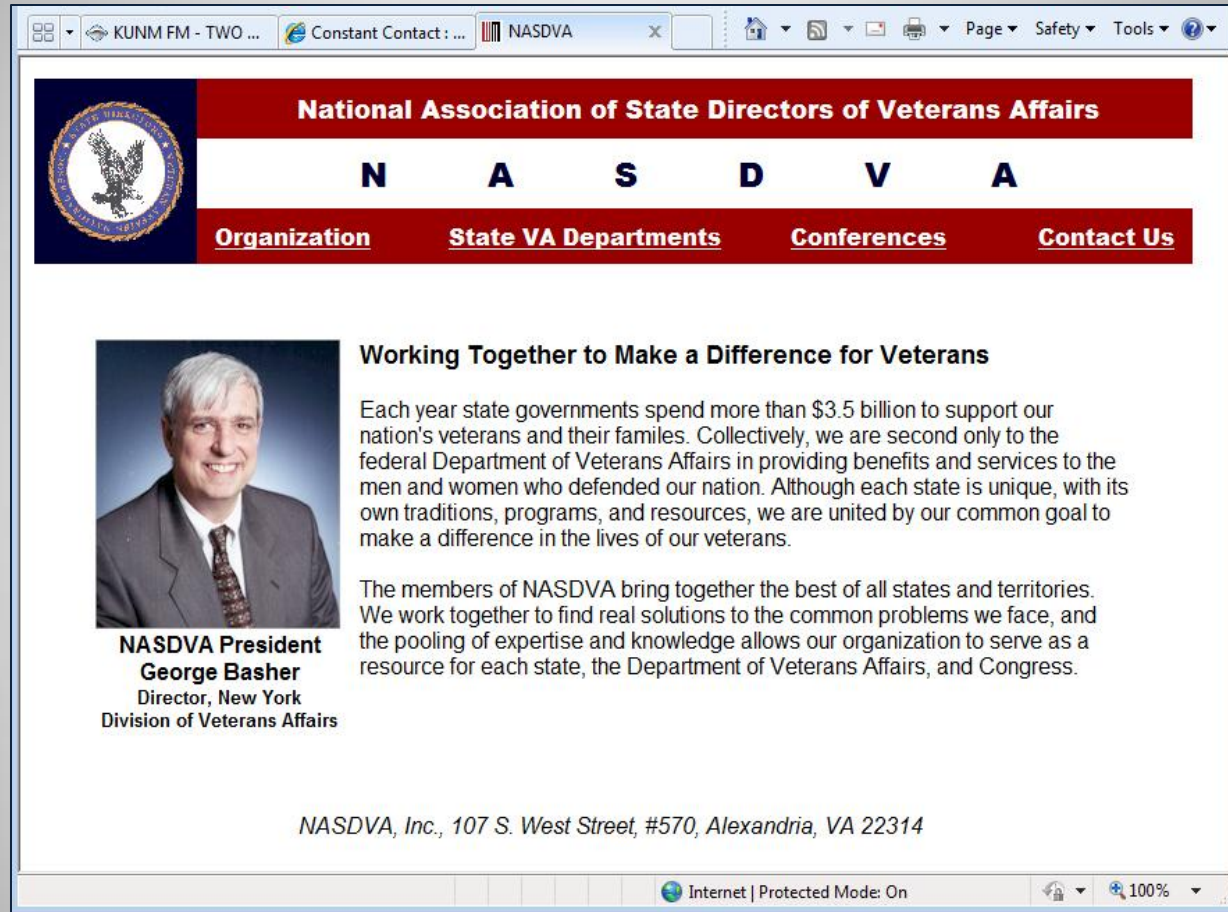 KUNM FM - TWO ...
Constant Contact : ...
NASDVA
Page
Safety
Tools
National Association of State Directors of Veterans Affairs
N A S D V A
Organization State VA Departments Conferences Contact Us
Working Together to Make a Difference for Veterans
Each year state governments spend more than $3.5 billion to support our
nation's veterans and their familes. Collectively, we are second only to the
federal Department of Veterans Affairs in providing benefits and services to the
men and women who defended our nation. Although each state is unique, with its
own traditions, programs, and resources, we are united by our common goal to
make a difference in the lives of our veterans.
The members of NASDVA bring together the best of all states and territories.
We work together to find real solutions to the common problems we face, and
the pooling of expertise and knowledge allows our organization to serve as a
resource for each state, the Department of Veterans Affairs, and Congress.
NASDVA President
George Basher
Director, New York
Division of Veterans Affairs
NASDVA, Inc., 107 S. West Street, #570, Alexandria, VA 22314
Internet | Protected Mode: On
100%